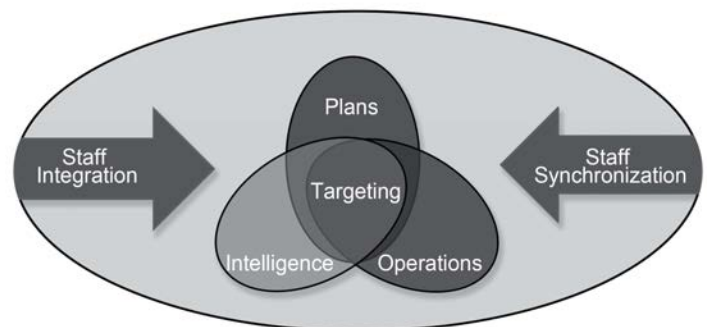 Plans
Staff
Integration
Staff
Synchronization
Targeting
Intelligence
Operations